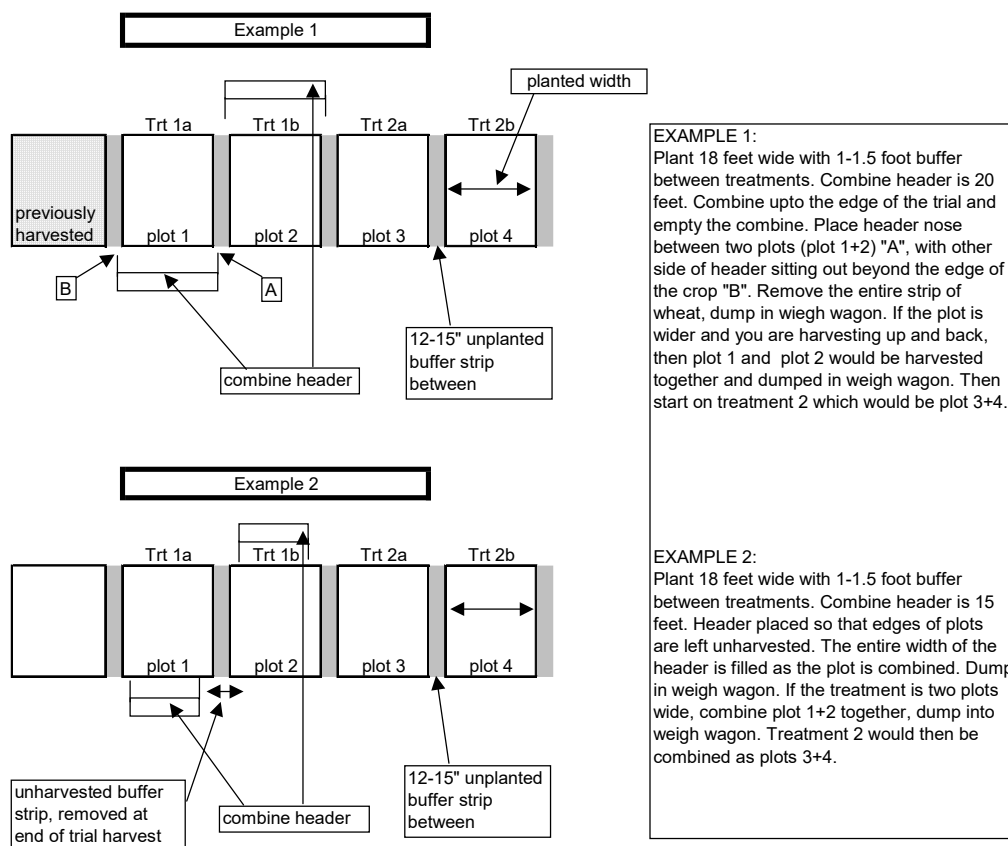 Example 1
planted width
Trt 1a
Trt 1b
Trt 2a
Trt 2b
previously
harvested
plot 1
plot 2
plot 3
plot 4
B
A
combine header
12-15" unplanted
buffer strip
between
EXAMPLE 1:
Plant 18 feet wide with 1-1.5 foot buffer
between treatments. Combine header is 20
feet. Combine upto the edge of the trial and
empty the combine. Place header nose
between two plots (plot 1+2) "A", with other
side of header sitting out beyond the edge of
the crop "B". Remove the entire strip of
wheat, dump in wiegh wagon. If the plot is
wider and you are harvesting up and back,
then plot 1 and plot 2 would be harvested
together and dumped in weigh wagon. Then
start on treatment 2 which would be plot 3+4.
Example 2
Trt 1a
Trt 1b
Trt 2a
Trt 2b
plot 1
plot 2
plot 3
plot 4
unharvested buffer
strip, removed at
end of trial harvest
combine header
12-15" unplanted
buffer strip
between
EXAMPLE 2:
Plant 18 feet wide with 1-1.5 foot buffer
between treatments. Combine header is 15
feet. Header placed so that edges of plots
are left unharvested. The entire width of the
header is filled as the plot is combined. Dump
in weigh wagon. If the treatment is two plots
wide, combine plot 1+2 together, dump into
weigh wagon. Treatment 2 would then be
combined as plots 3+4.